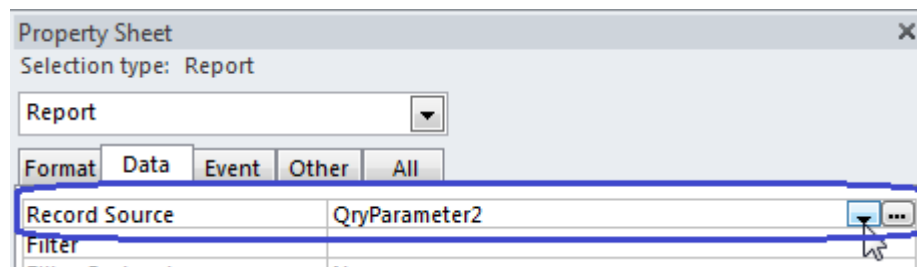 Property Sheet
Selection type: Report
Report
Format Data Event Other All
Record Source QryParameter2
Filter